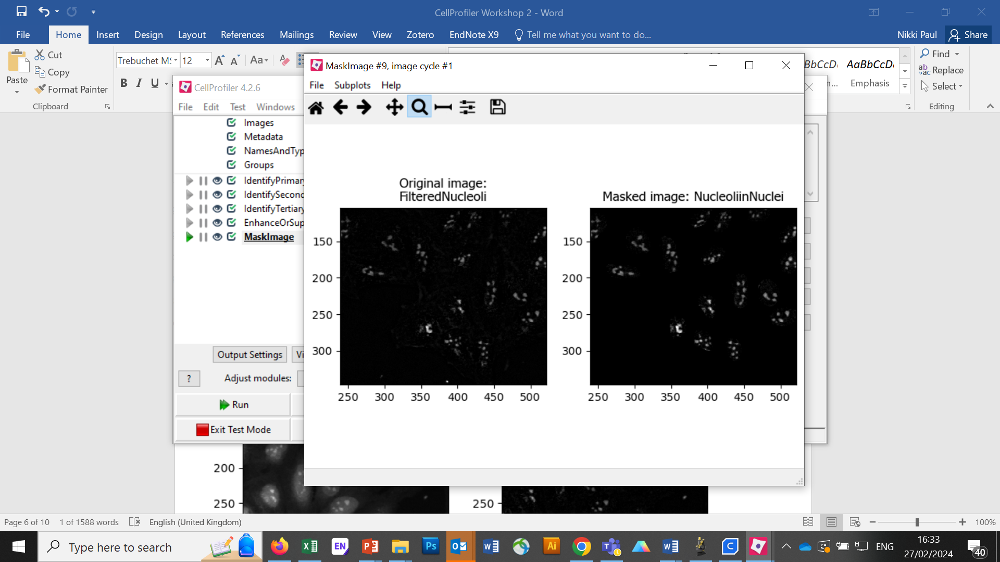 CellProfiler Workshop 2 - Word
File Home Insert Design Layout References Mailings Review View Zotero EndNote X9 Tell me what you want to do... Nikki Paul Share
Paste
Cut
Copy
Format Painter
Clipboard
Trebuchet MS 12
Aa
B I U
AaBbCcD
Emphasis
Find
Replace
Select
Editing
CellProfiler 4.2.6
File Edit Test Windows
Images
Metadata
NamesAndTyp
Groups
IdentifyPrimary
IdentifySecond
IdentifyTertiary
EnhanceOrSup
MaskImage
Output Settings Vi
? Adjust modules:
Run
Exit Test Mode
MaskImage #9, image cycle #1
File Subplots Help
Original image:
FilteredNucleoli
150
200
250
300
250 300 350 400 450 500
Masked image: NucleoliinNuclei
150
200
250
300
250 300 350 400 450 500
200
250
250
Page 6 of 10 1 of 1588 words English (United Kingdom) 100%
Type here to search
EN
Ps
Ai
ENG
16:33
27/02/2024
40